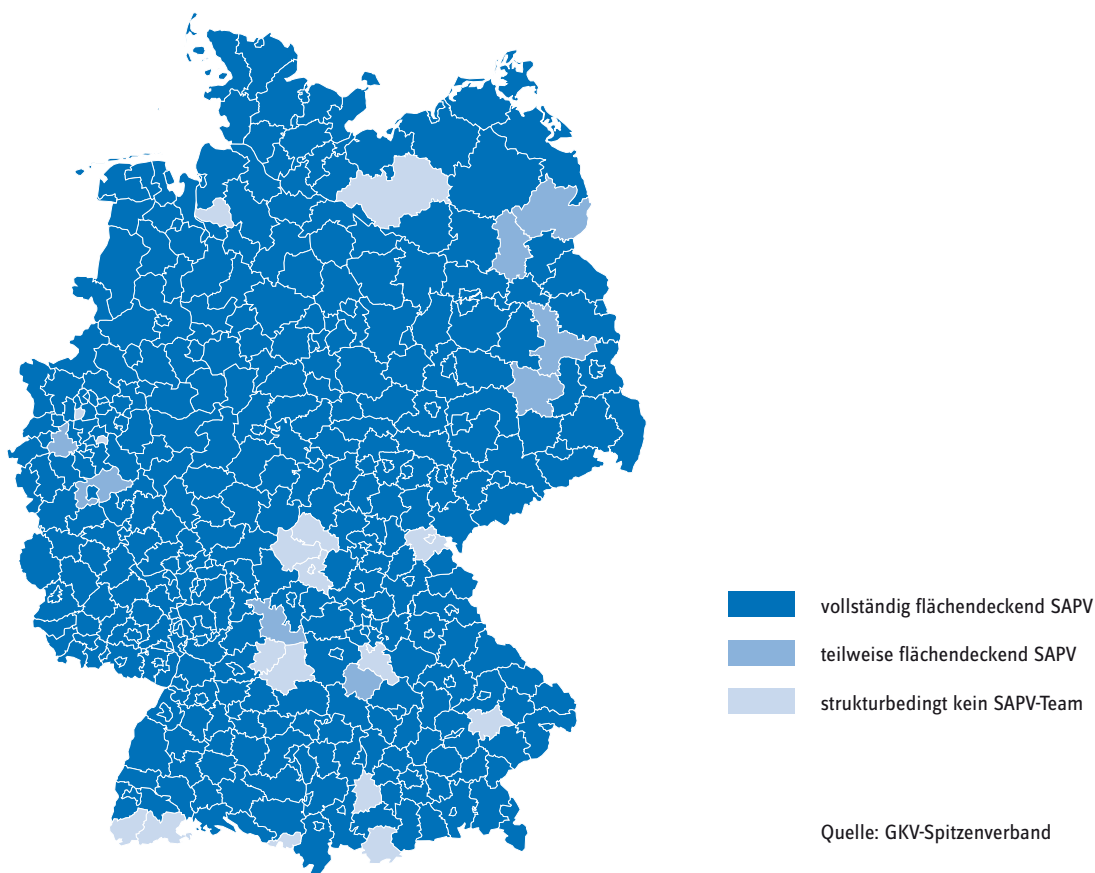 vollständig flächendeckend SAPV
teilweise flächendeckend SAPV
strukturbedingt kein SAPV-Team
Quelle: GKV-Spitzenverband